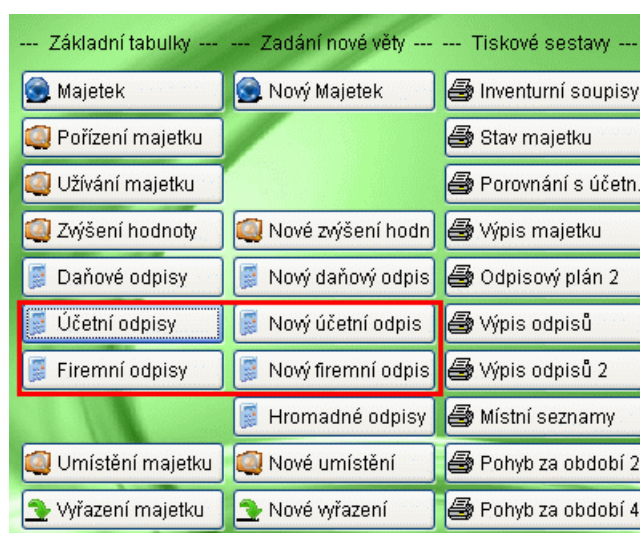 --- Základní tabulky --- --- Zadání nové věty --- --- Tiskové sestavy ---
Majetek Nový Majetek Inventurní soupisy
Pořízení majetku Stav majetku
Užívání majetku Porovnání s účetn.
Zvýšení hodnoty Nové zvýšení hodn Výpis majetku
Daňové odpisy Nový daňový odpis Odpisový plán 2
Účetní odpisy Nový účetní odpis Výpis odpisů
Firemní odpisy Nový firemní odpis Výpis odpisů 2
Hromadné odpisy Místní seznamy
Umístění majetku Nové umístění Pohyb za období 2
Vyřazení majetku Nové vyřazení Pohyb za období 4